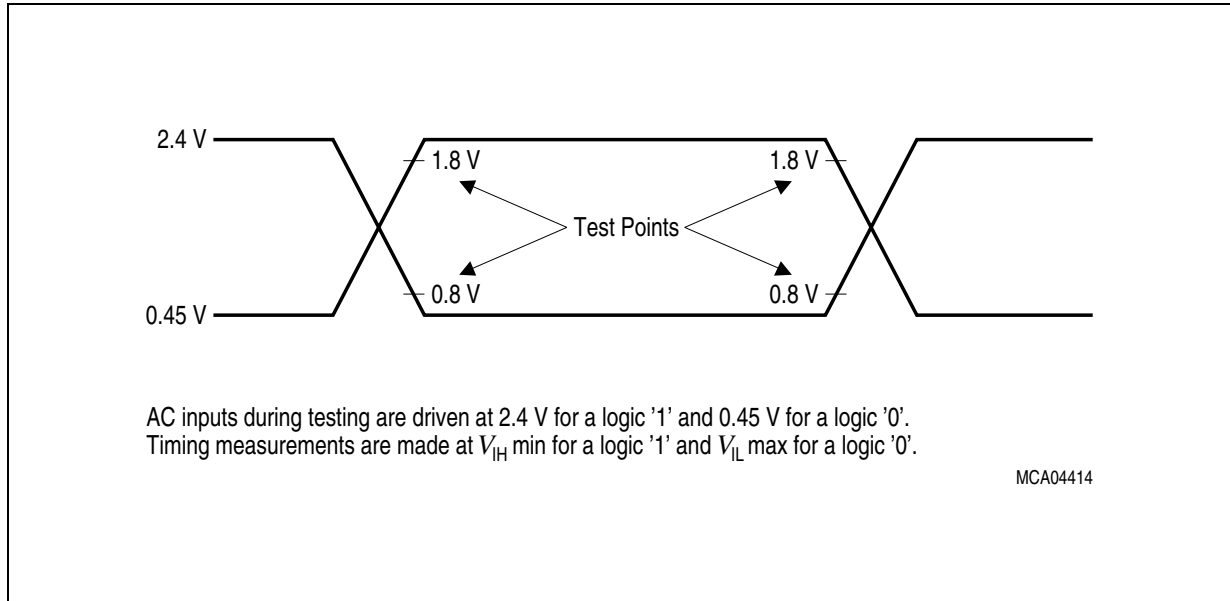 2.4 V
1.8 V
1.8 V
Test Points
0.8 V
0.8 V
0.45 V
AC inputs during testing are driven at 2.4 V for a logic ’1’ and 0.45 V for a logic ’0’.
Timing measurements are made at VIH min for a logic ’1’ and VIL max for a logic ’0’.
MCA04414